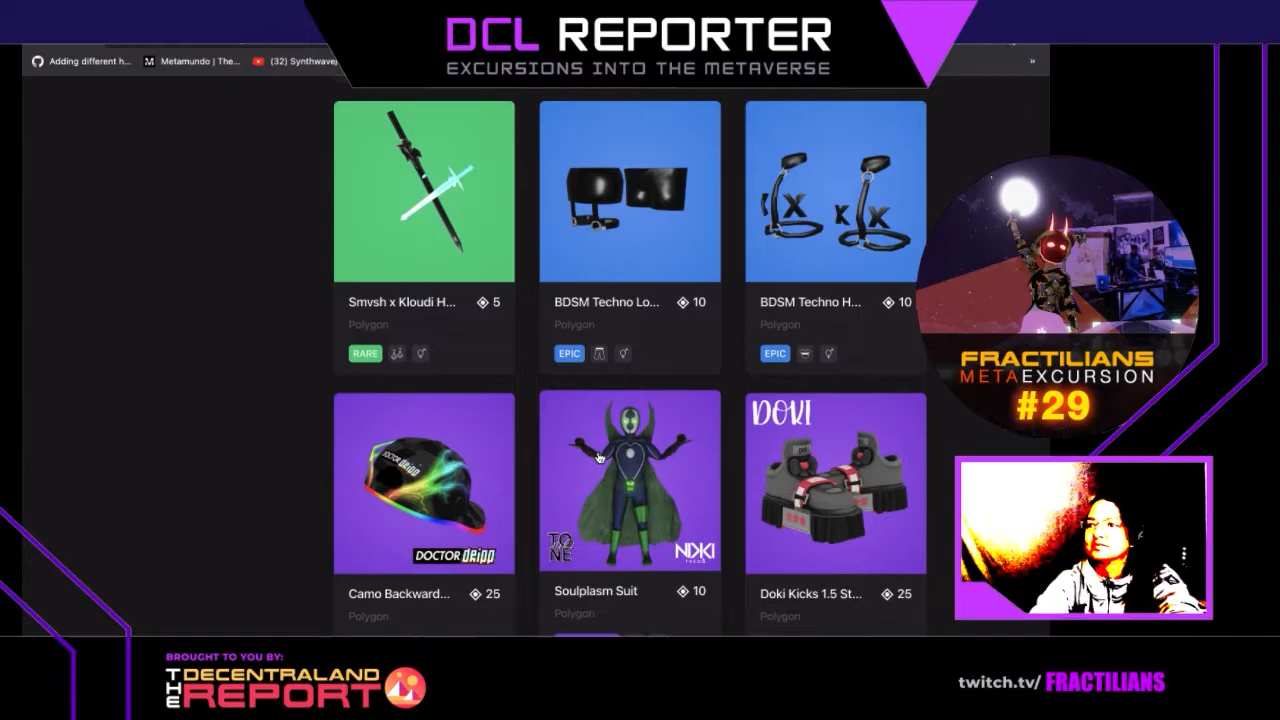 DCL REPORTER
EXCURSIONS INTO THE METAVERSE
Adding different h...
M Metamundo | The...
(32) Synthwave
»
Smvsh x Kloudi H...
5
Polygon
RARE
BDSM Techno Lo...
10
Polygon
EPIC
BDSM Techno H...
10
Polygon
EPIC
FRACTILIANS
METAEXCURSION
#29
DOCTOR dripp
Camo Backward...
25
Polygon
TONE
NIKKI
Soulplasm Suit
10
Polygon
DOKI
Doki Kicks 1.5 St...
25
Polygon
BROUGHT TO YOU BY:
THE DECENTRALAND REPORT
twitch.tv/ FRACTILIANS